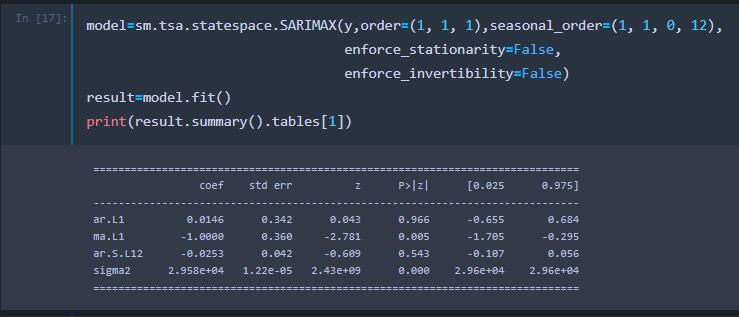 In [17]:
model=sm.tsa.statespace.SARIMAX(y,order=(1, 1, 1),seasonal_order=(1, 1, 0, 12),
enforce_stationarity=False,
enforce_invertibility=False)
result=model.fit()
print(result.summary().tables[1])
==============================================================================
coef std err z P>|z| [0.025 0.975]
------------------------------------------------------------------------------
ar.L1 0.0146 0.342 0.043 0.966 -0.655 0.684
ma.L1 -1.0000 0.360 -2.781 0.005 -1.705 -0.295
ar.S.L12 -0.0253 0.042 -0.609 0.543 -0.107 0.056
sigma2 2.958e+04 1.22e-05 2.43e+09 0.000 2.96e+04 2.96e+04
==============================================================================